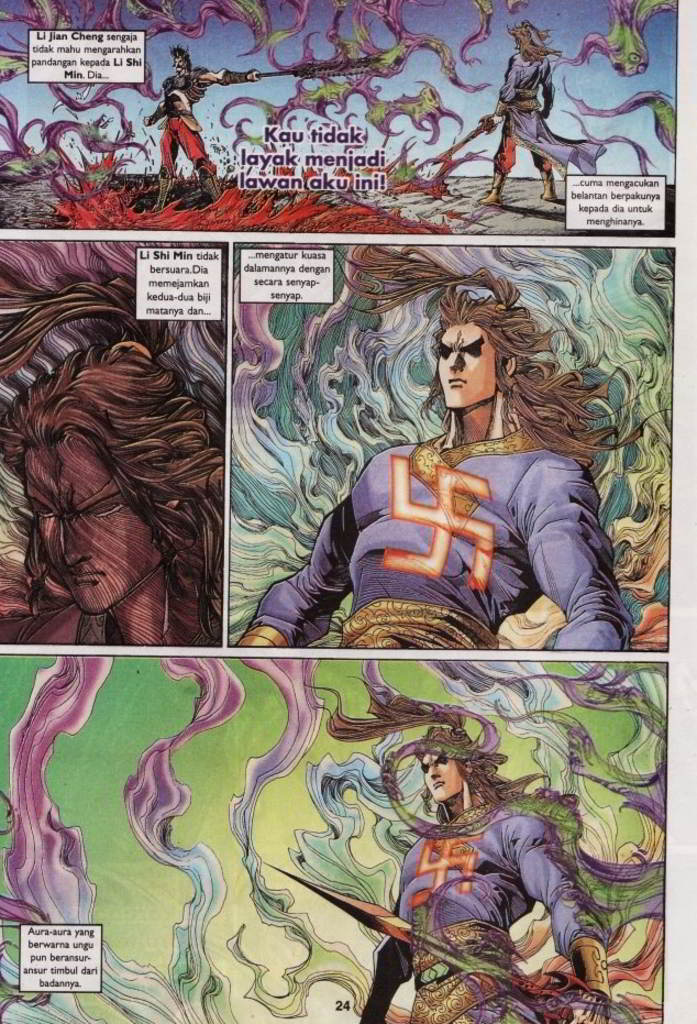 Li Jian Cheng sengaja
tidak mahu mengarahkan
pandangan kepada Li Shi
Min. Dia...
Kau tidak
layak menjadi
lawan aku ini!
...cuma mengacukan
belantan berpakunya
kepada dia untuk
menghinanya.
Li Shi Min tidak
bersuara.Dia
memejamkan
kedua-dua biji
matanya dan...
...mengatur kuasa
dalamannya dengan
secara senyap-
senyap.
Aura-aura yang
berwarna ungu
pun beransur-
ansur timbul dari
badannya.
24